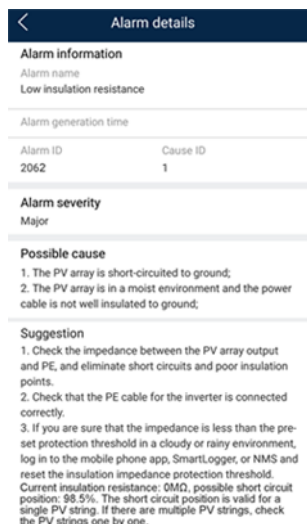 Alarm details
Alarm information
Alarm name
Low insulation resistance
Alarm generation time
Alarm ID Cause ID
2062 1
Alarm severity
Major
Possible cause
1. The PV array is short-circuited to ground;
2. The PV array is in a moist environment and the power
cable is not well insulated to ground;
Suggestion
1. Check the impedance between the PV array output
and PE, and eliminate short circuits and poor insulation
points.
2. Check that the PE cable for the inverter is connected
correctly.
3. If you are sure that the impedance is less than the pre-
set protection threshold in a cloudy or rainy environment,
log in to the mobile phone app, SmartLogger, or NMS and
reset the insulation impedance protection threshold.
Current insulation resistance: 0MΩ, possible short circuit
position: 98.5%. The short circuit position is valid for a
single PV string. If there are multiple PV strings, check
the PV strings one by one.